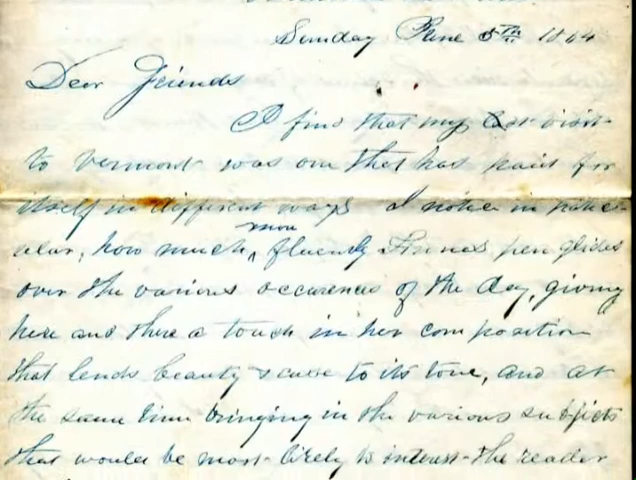 Sunday June 5th 1864
Dear Friends
I find that my last visit
to Vermont was one that has paid for
itself in different ways I notice in partic-
ular, how much more fluently pen glides
over the various occurences of the day, giving
here and there a touch in her composition
that lends beauty & ease to its tone, and at
the same time bringing in the various subjects
that would be most likely to interest the reader